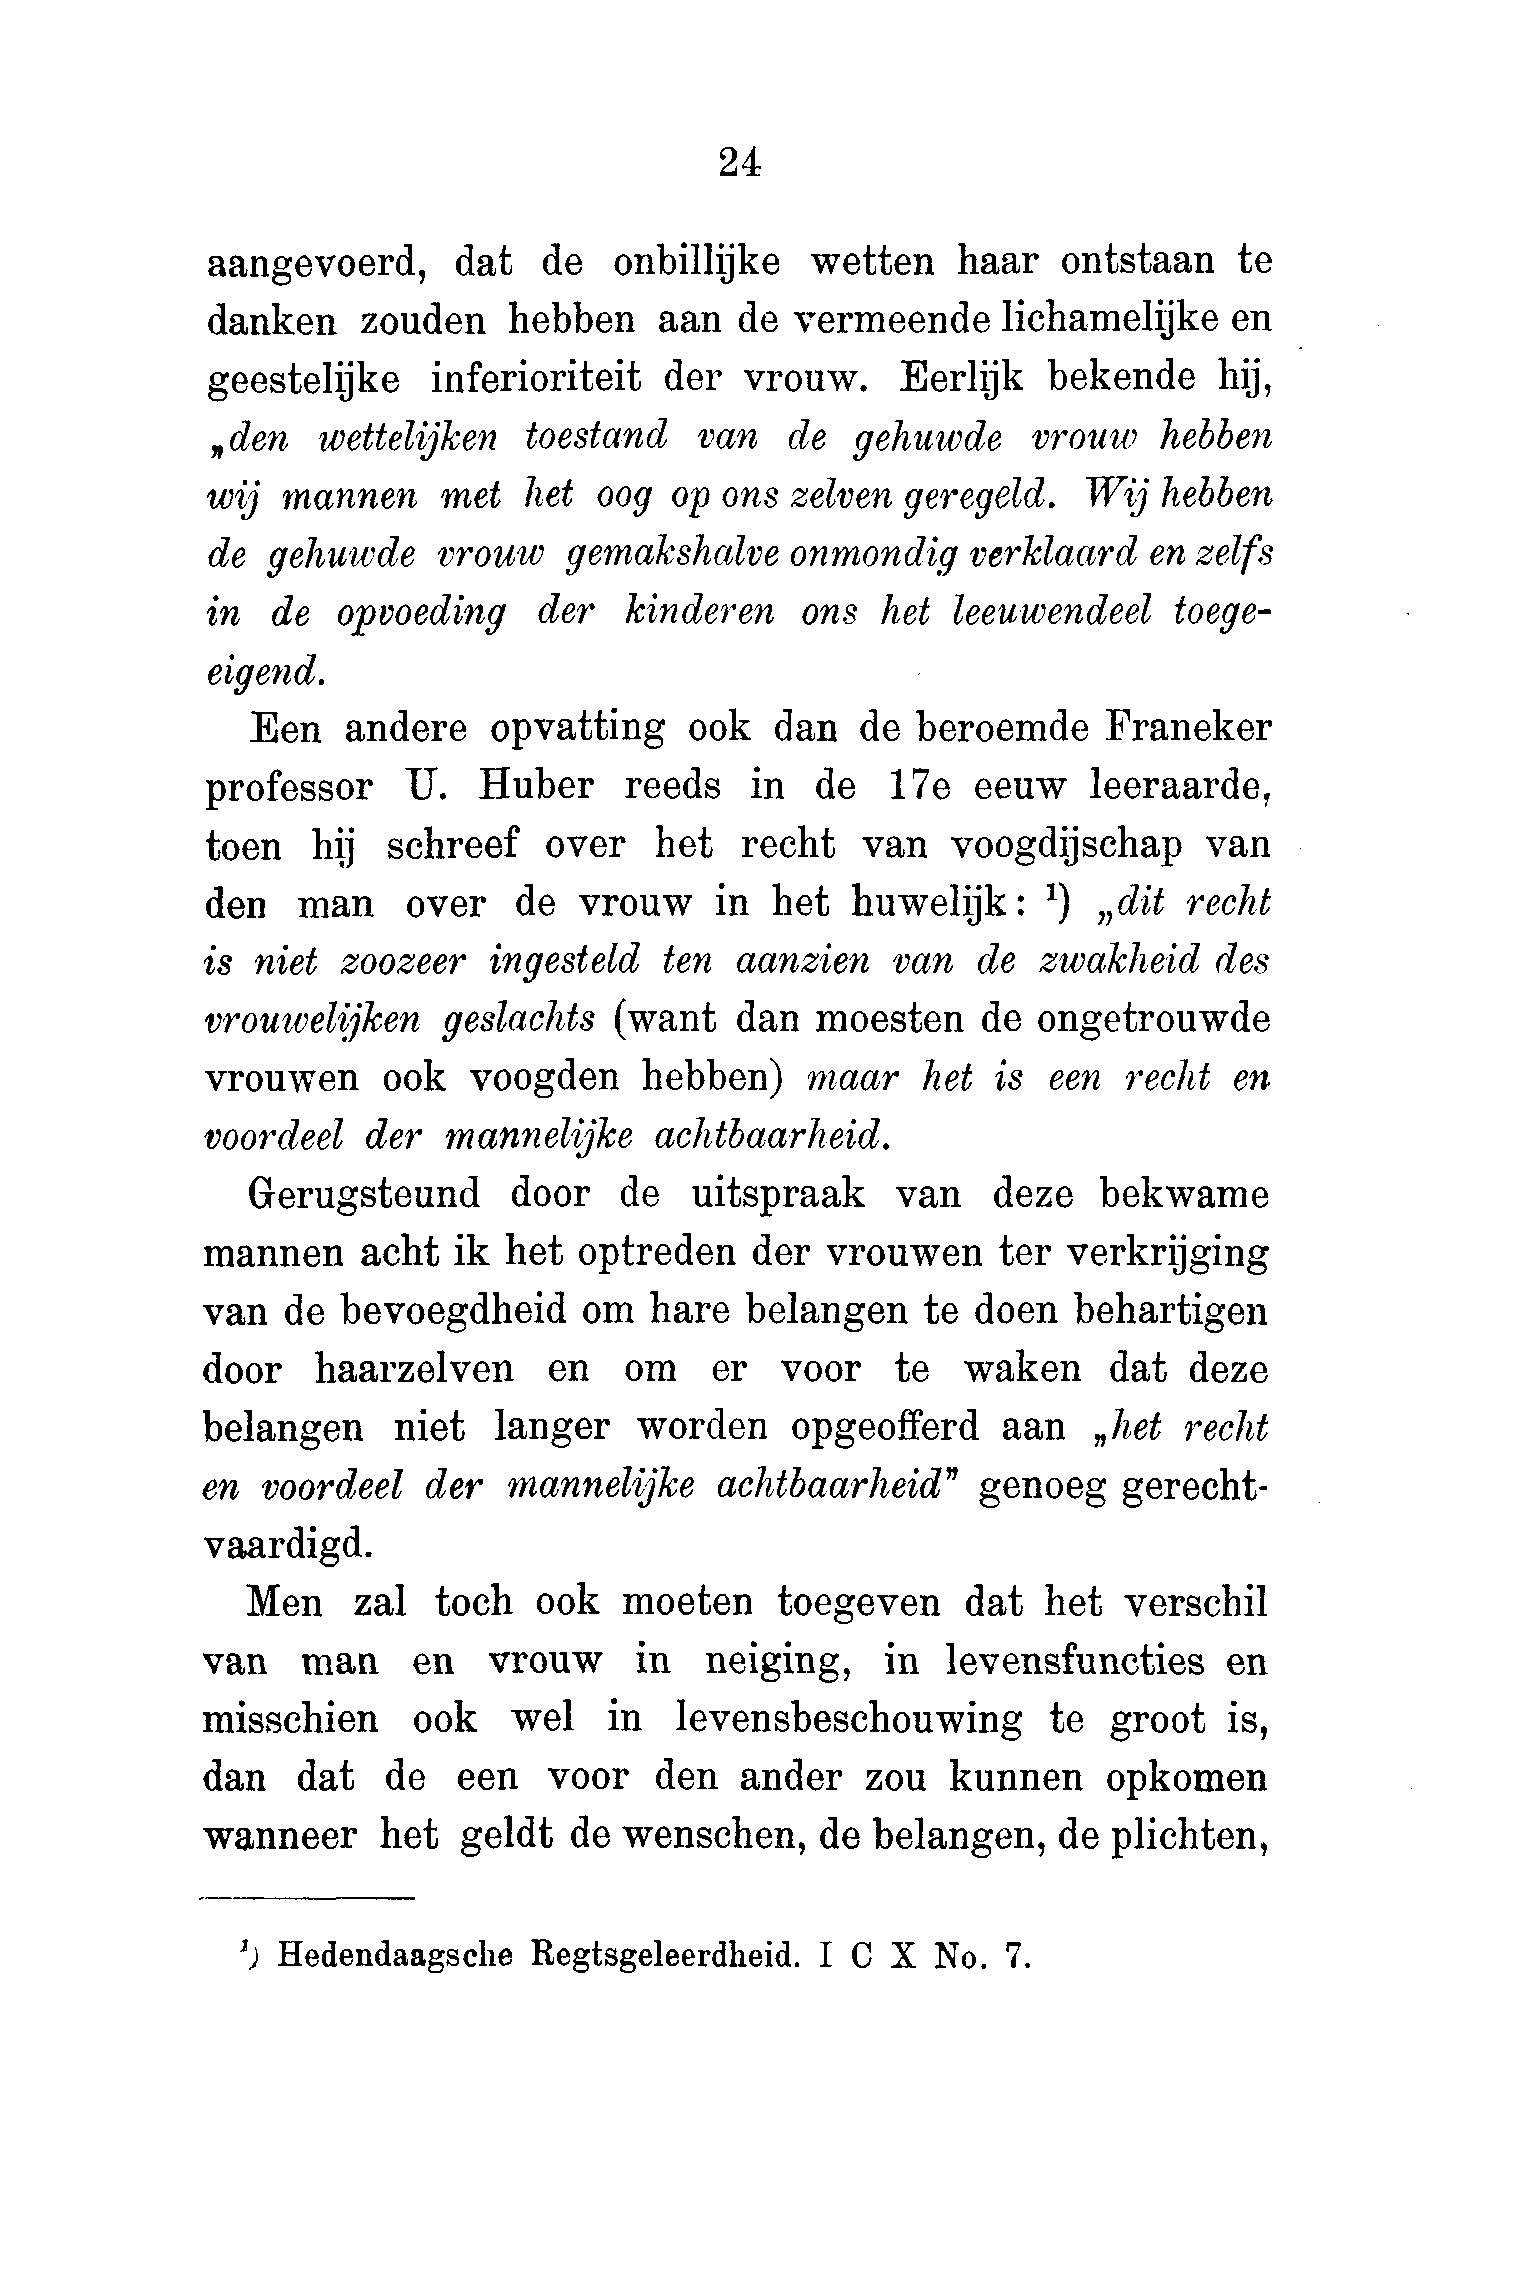 24
aangevoerd, dat de onbillijke wetten haar ontstaan te
danken zouden hebben aan de vermeende lichamelijke en
geestelijke inferioriteit der vrouw. Eerlijk bekende hij,
„den wettelijken toestand van de gehuwde vrouw hebben
wij mannen met het oog op ons zelven geregeld. Wij hebben
de gehuwde vrouw gemakshalve onmondig verklaard en zelfs
in de opvoeding der kinderen ons het leeuwendeel toege-
eigend.
Een andere opvatting ook dan de beroemde Franeker
professor U. Huber reeds in de 17e eeuw leeraarde,
toen hij schreef over het recht van voogdijschap van
den man over de vrouw in het huwelijk: ¹) „dit recht
is niet zoozeer ingesteld ten aanzien van de zwakheid des
vrouwelijken geslachts (want dan moesten de ongetrouwde
vrouwen ook voogden hebben) maar het is een recht en
voordeel der mannelijke achtbaarheid.
Gerugsteund door de uitspraak van deze bekwame
mannen acht ik het optreden der vrouwen ter verkrijging
van de bevoegdheid om hare belangen te doen behartigen
door haarzelven en om er voor te waken dat deze
belangen niet langer worden opgeofferd aan „het recht
en voordeel der mannelijke achtbaarheid” genoeg gerecht-
vaardigd.
Men zal toch ook moeten toegeven dat het verschil
van man en vrouw in neiging, in levensfuncties en
misschien ook wel in levensbeschouwing te groot is,
dan dat de een voor den ander zou kunnen opkomen
wanneer het geldt de wenschen, de belangen, de plichten,
¹) Hedendaagsche Regtsgeleerdheid. I C X No. 7.